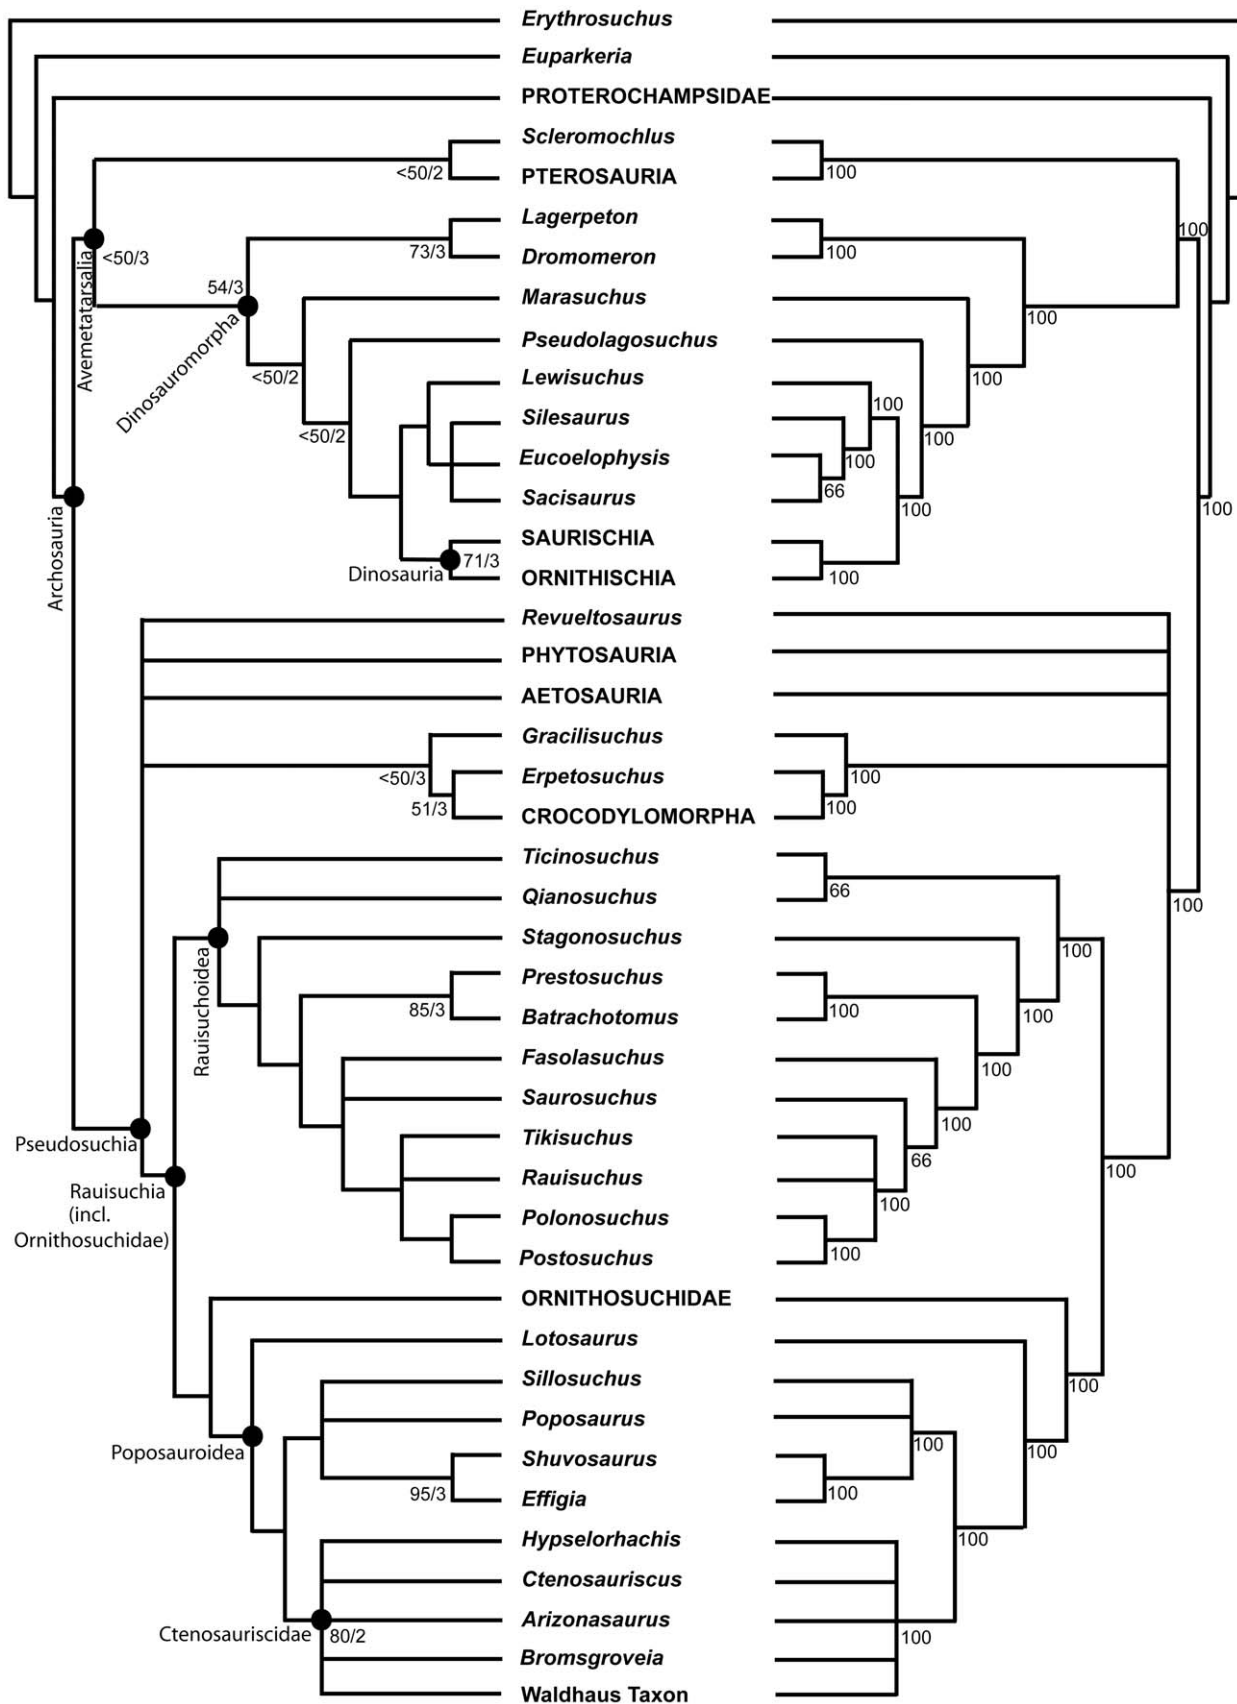 Erythrosuchus
Euparkeria
PROTEROCHAMPSIDAE
Scleromochlus
<50/2
PTEROSAURIA
100
Lagerpeton
100
Avemetatarsalia
<50/3
73/3
Dromomeron
100
54/3
Marasuchus
100
Dinosauromorpha
Pseudolagosuchus
<50/2
Lewisuchus
100
100
Silesaurus
<50/2
100
100
Eucoelophysis
66
Sacisaurus
Archosauria
100
100
SAURISCHIA
71/3
Dinosauria
ORNITHISCHIA
100
Revueltosaurus
PHYTOSAURIA
AETOSAURIA
Gracilisuchus
<50/3
Erpetosuchus
100
51/3
100
CROCODYLOMORPHA
Ticinosuchus
66
Qianosuchus
100
Rauisuchoidea
Stagonosuchus
100
Prestosuchus
85/3
100
Batrachotomus
100
Fasolasuchus
100
Saurosuchus
100
Pseudosuchia
Tikisuchus
66
100
Rauisuchia
(incl.
Ornithosuchidae)
Rauisuchus
100
Polonosuchus
100
Postosuchus
ORNITHOSUCHIDAE
Lotosaurus
100
Sillosuchus
Poposaurus
100
100
Poposauroidea
Shuvosaurus
95/3
100
Effigia
Hypselorhachis
100
Ctenosauriscus
Arizonasaurus
Ctenosauriscidae
80/2
100
Bromsgroveia
Waldhaus Taxon